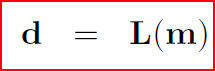 d = L(m)